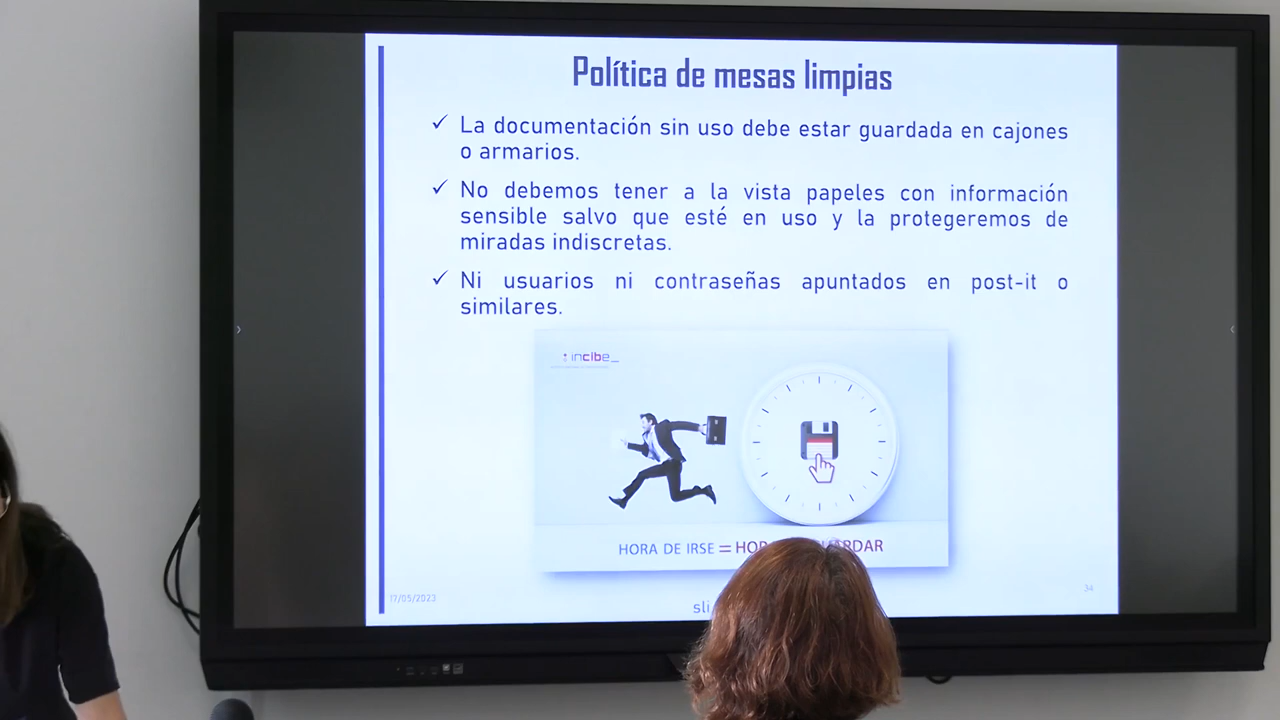 Política de mesas limpias
✓ La documentación sin uso debe estar guardada en cajones
o armarios.
✓ No debemos tener a la vista papeles con información
sensible salvo que esté en uso y la protegeremos de
miradas indiscretas.
✓ Ni usuarios ni contraseñas apuntados en post-it o
similares.
incibe_
HORA DE IRSE = HOR RDAR
17/05/2023
34
sli